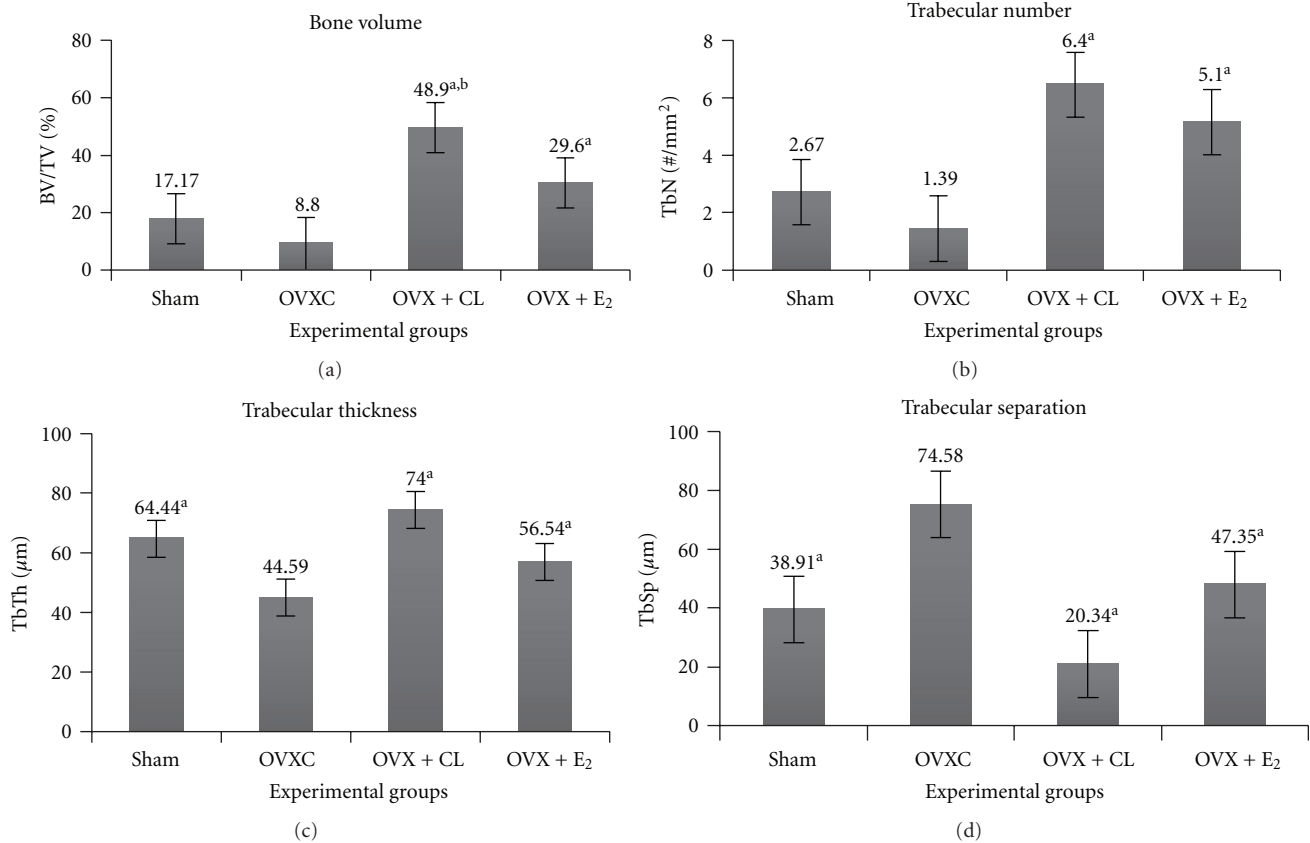 Bone volume
80
60
40
20
0
BV/TV (%)
17.17
8.8
48.9a,b
29.6a
Sham OVXC OVX + CL OVX + E2
Experimental groups
(a)
Trabecular number
8
6
4
2
0
TbN (#/mm2)
2.67
1.39
6.4a
5.1a
Sham OVXC OVX + CL OVX + E2
Experimental groups
(b)
Trabecular thickness
100
80
60
40
20
0
TbTh (μm)
64.44a
44.59
74a
56.54a
Sham OVXC OVX + CL OVX + E2
Experimental groups
(c)
Trabecular separation
100
80
60
40
20
0
TbSp (μm)
38.91a
74.58
20.34a
47.35a
Sham OVXC OVX + CL OVX + E2
Experimental groups
(d)